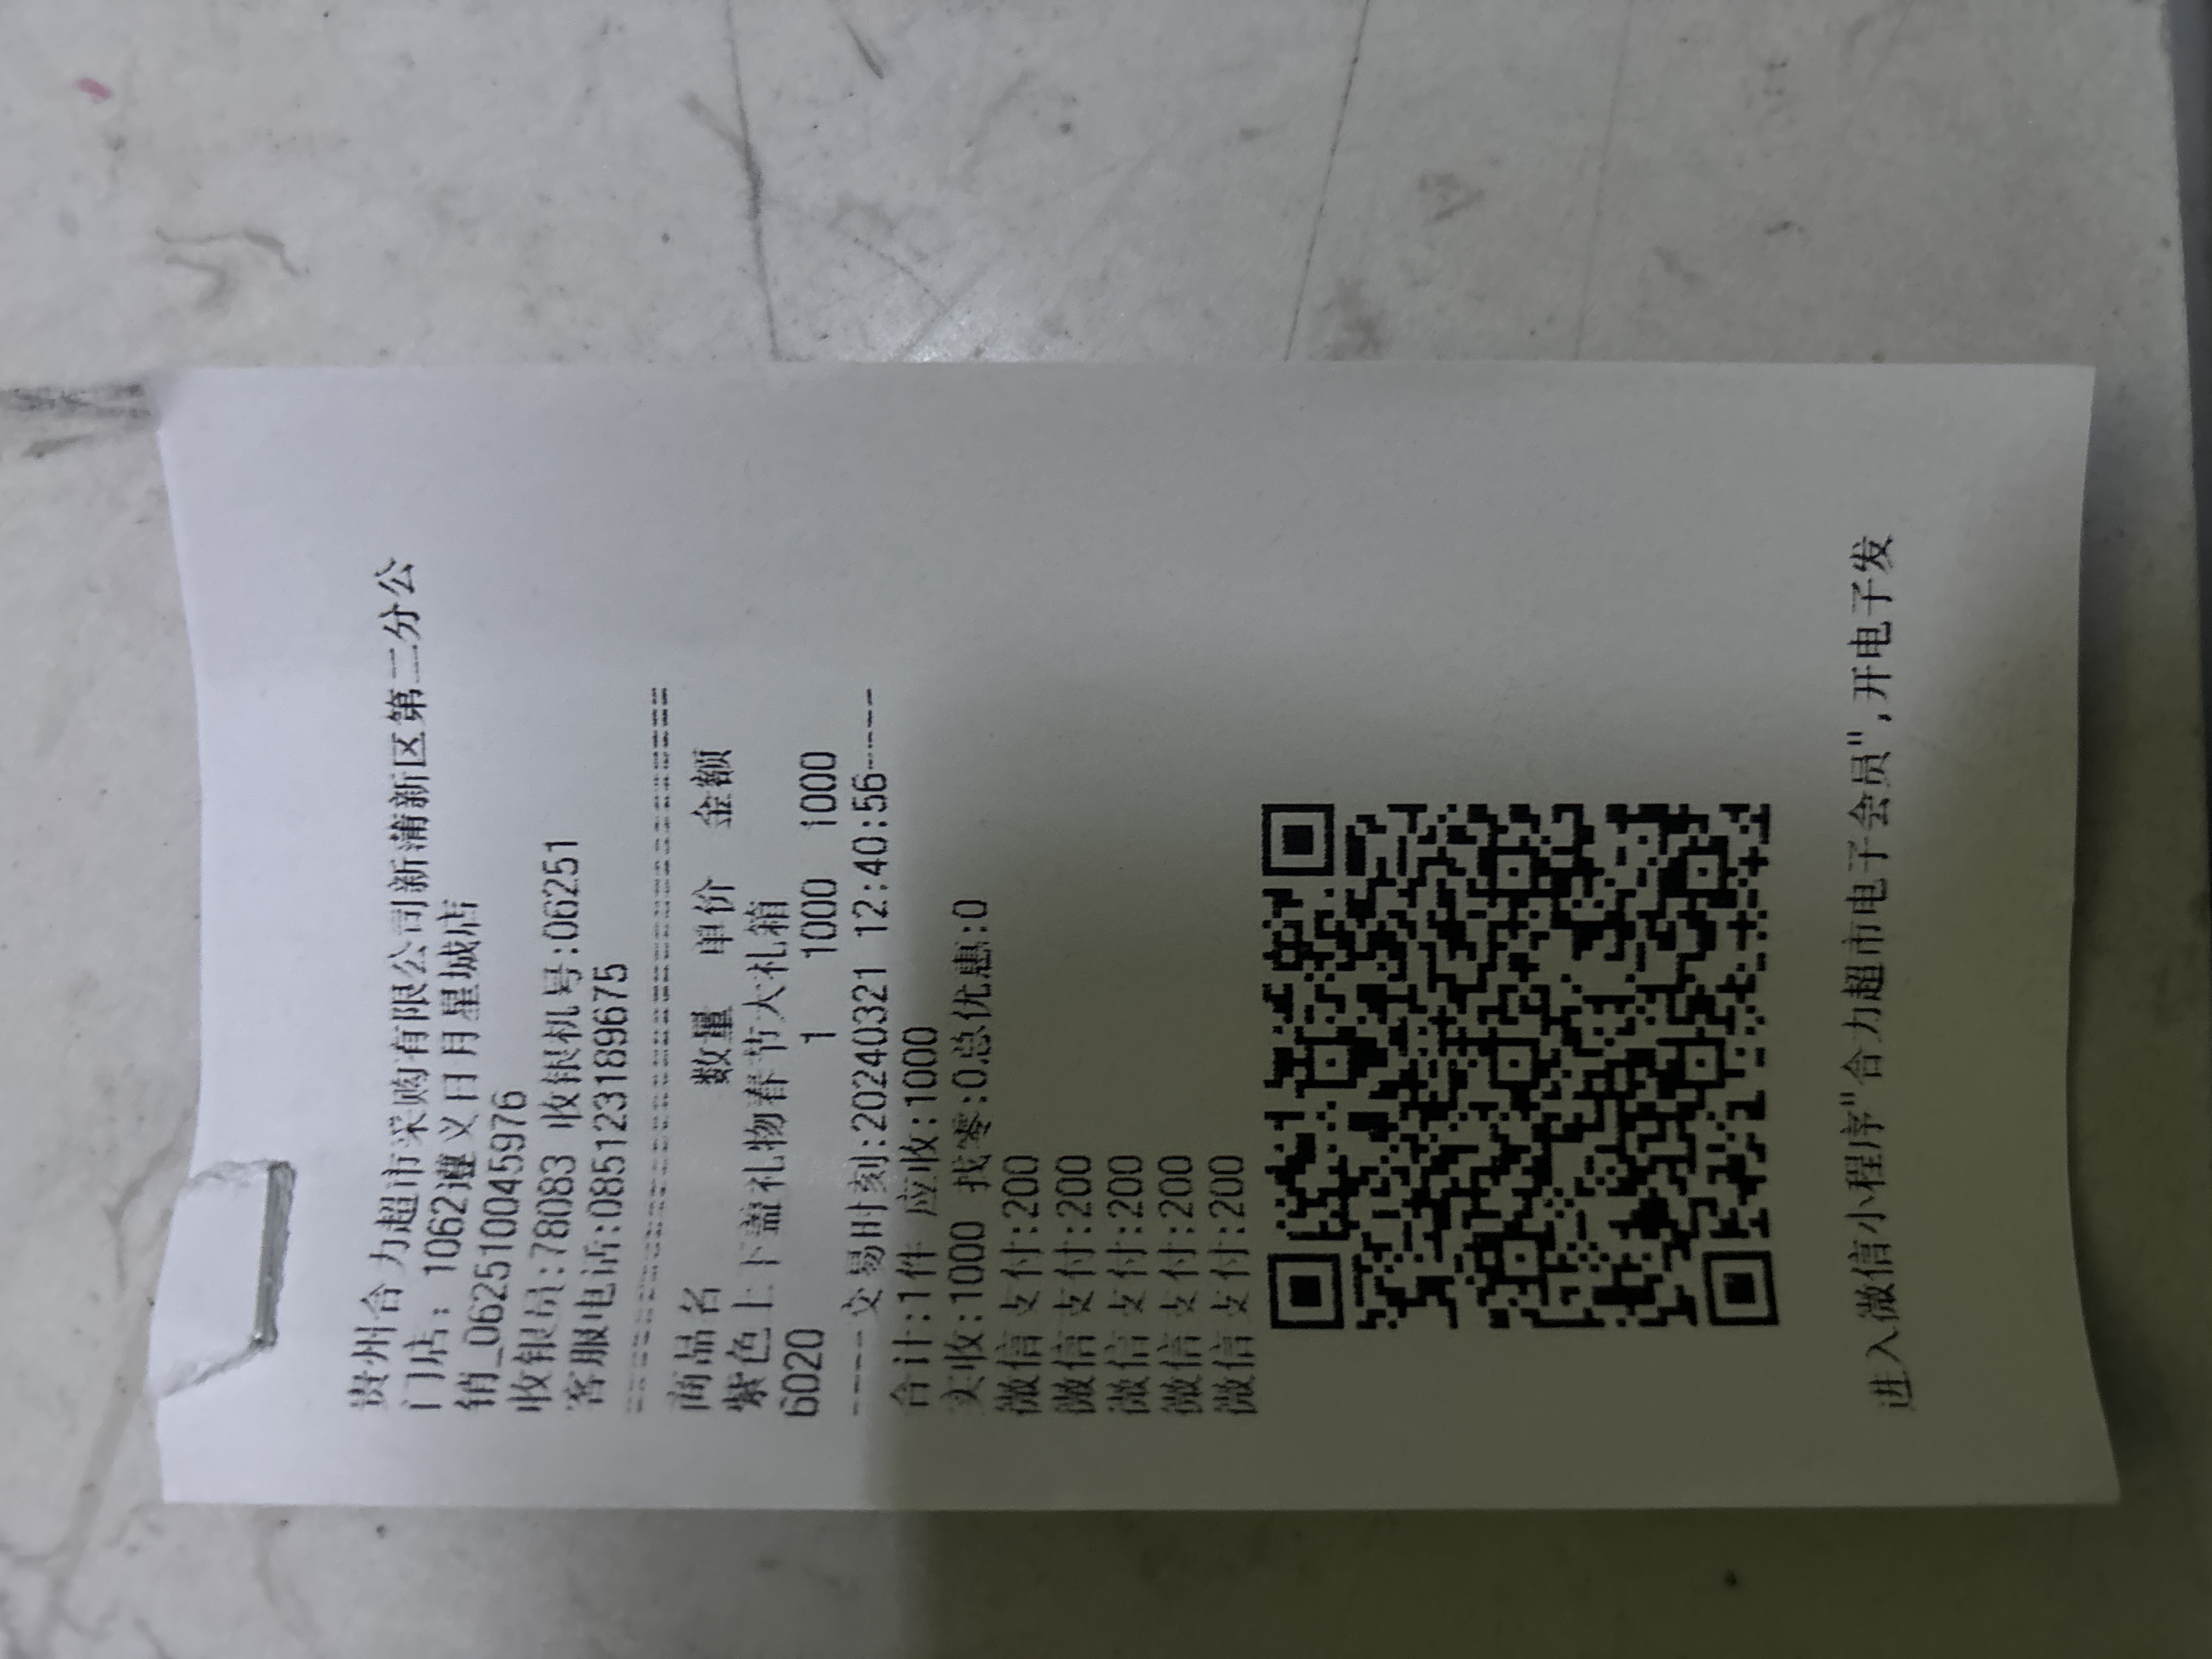 贵州合力超市采购有限公司新蒲新区第二分公
门店：1062遵义日月星城店
销_062510045976
收银员:78083 收银机号:06251
客服电话:085123189675
========================================
商品名 数量 单价 金额
紫色上下盖礼物春节大礼箱
6020 1 1000 1000
----交易时刻:20240321 12:40:56-----
合计:1件 应收:1000
实收:1000 找零:0总优惠:0
微信支付:200
微信支付:200
微信支付:200
微信支付:200
微信支付:200
进入微信小程序"合力超市电子会员",开电子发